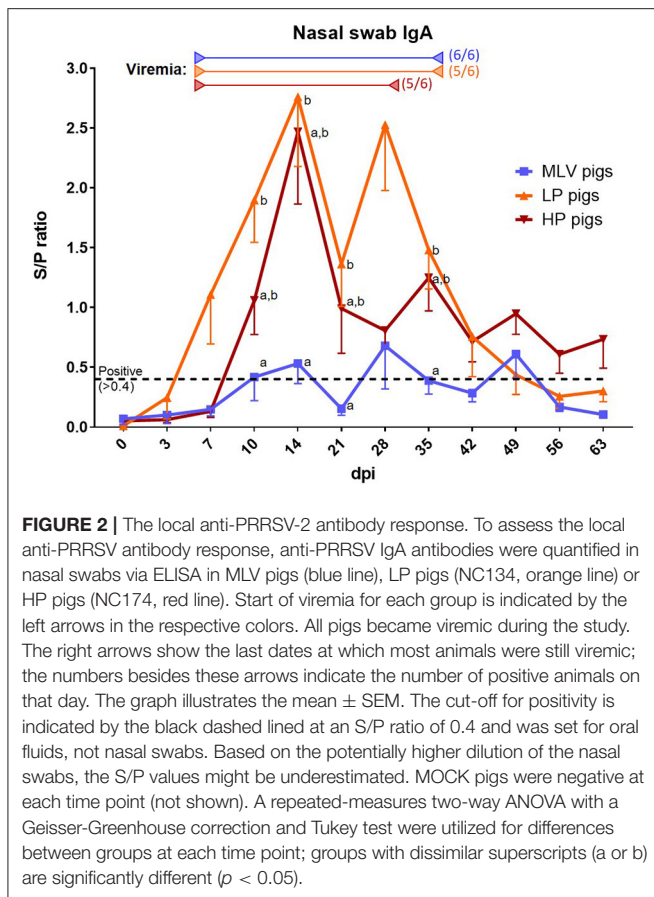 Nasal swab IgA
Viremia:
(6/6)
(5/6)
(5/6)
3.0
2.5
2.0
1.5
1.0
0.5
0.0
S/P ratio
Positive
(>0.4)
b
a,b
b
a,b
b
a,b
b
a,b
a
a
a
a
MLV pigs
LP pigs
HP pigs
0 3 7 10 14 21 28 35 42 49 56 63
dpi
FIGURE 2 | The local anti-PRRSV-2 antibody response. To assess the local
anti-PRRSV antibody response, anti-PRRSV IgA antibodies were quantified in
nasal swabs via ELISA in MLV pigs (blue line), LP pigs (NC134, orange line) or
HP pigs (NC174, red line). Start of viremia for each group is indicated by the
left arrows in the respective colors. All pigs became viremic during the study.
The right arrows show the last dates at which most animals were still viremic;
the numbers besides these arrows indicate the number of positive animals on
that day. The graph illustrates the mean ± SEM. The cut-off for positivity is
indicated by the black dashed lined at an S/P ratio of 0.4 and was set for oral
fluids, not nasal swabs. Based on the potentially higher dilution of the nasal
swabs, the S/P values might be underestimated. MOCK pigs were negative at
each time point (not shown). A repeated-measures two-way ANOVA with a
Geisser-Greenhouse correction and Tukey test were utilized for differences
between groups at each time point; groups with dissimilar superscripts (a or b)
are significantly different (p < 0.05).